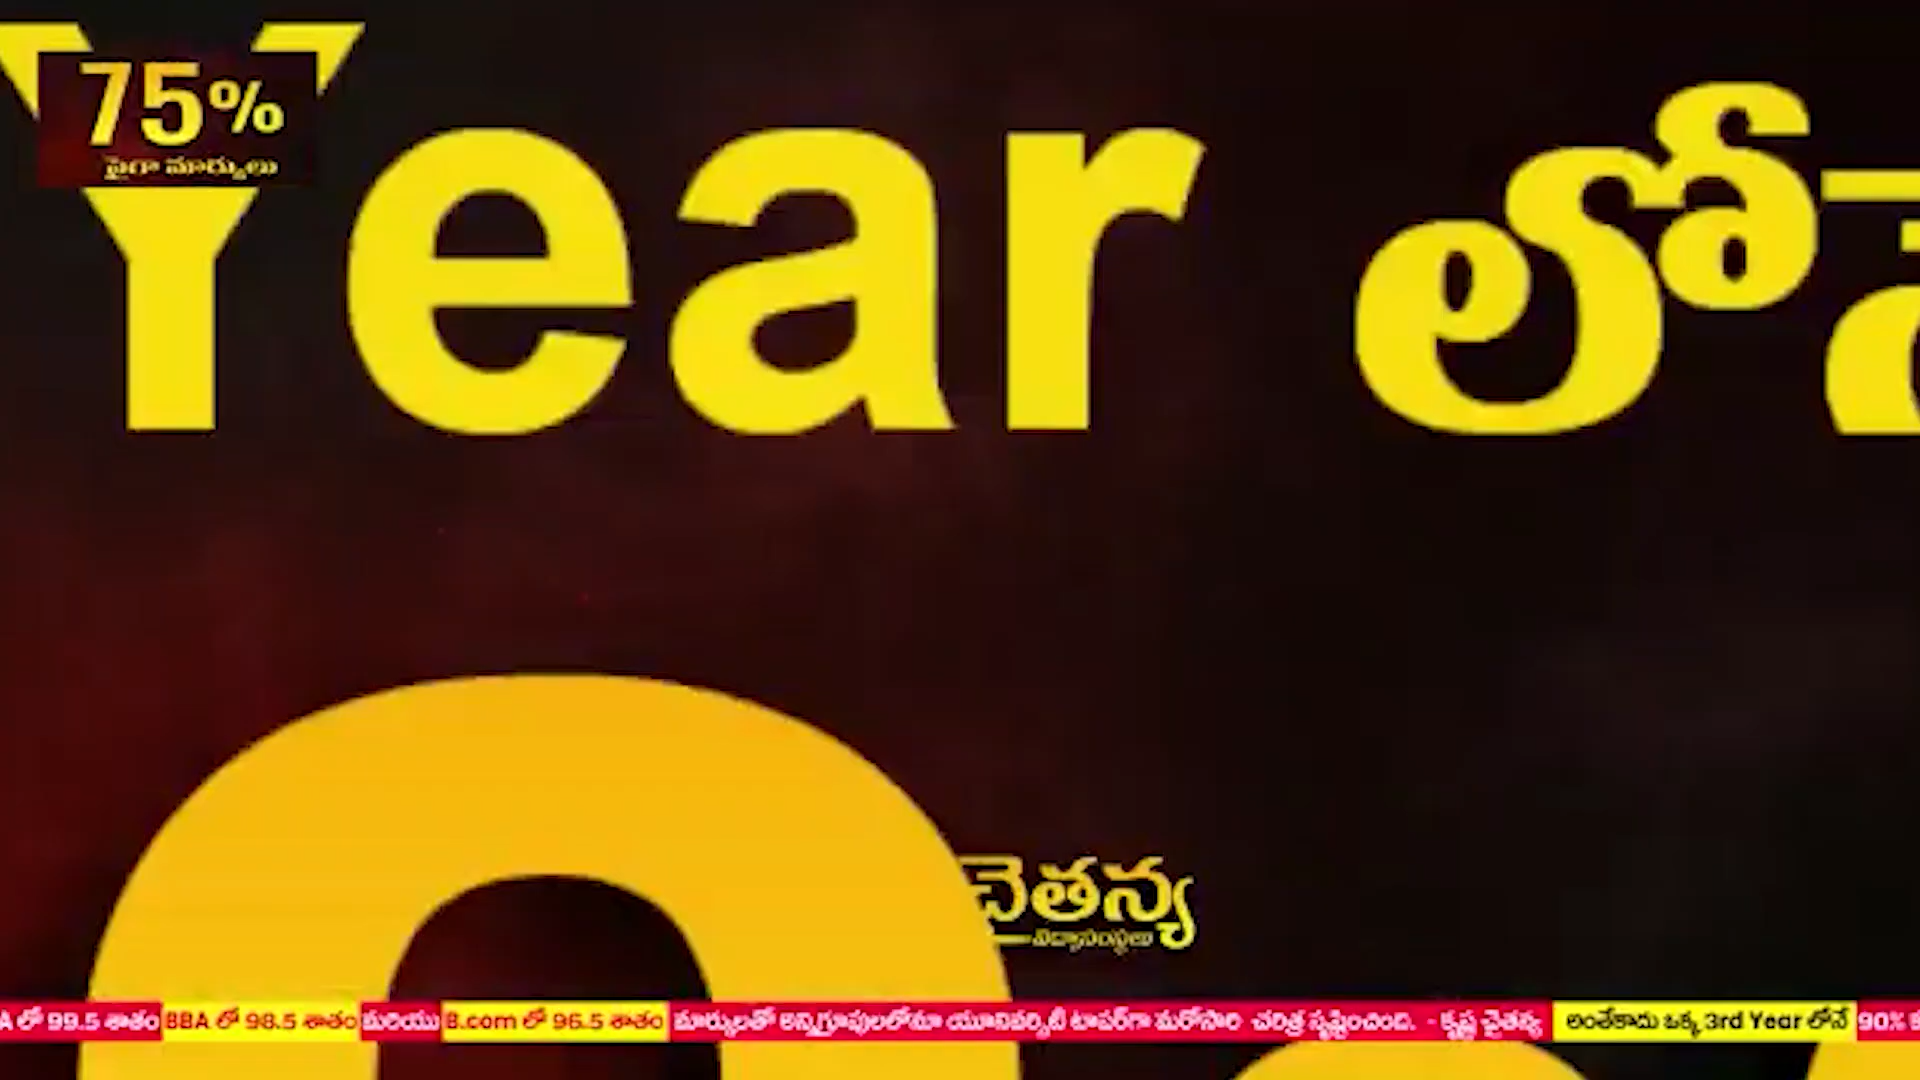 Year లో
75%
పైగా మార్కులు
చైతన్య
విద్యాసంస్థలు
A లో 99.5 శాతం BBA లో 98.5 శాతం మరియు B.com లో 96.5 శాతం మార్కులతో అన్నిగ్రూపులలోమా యూనివర్సిటీ టాపర్‌గా మరోసారి చరిత్ర సృష్టించింది. - కృష్ణ చైతన్య అంతేకాదు ఒక్క 3rd Year లోనే 90%